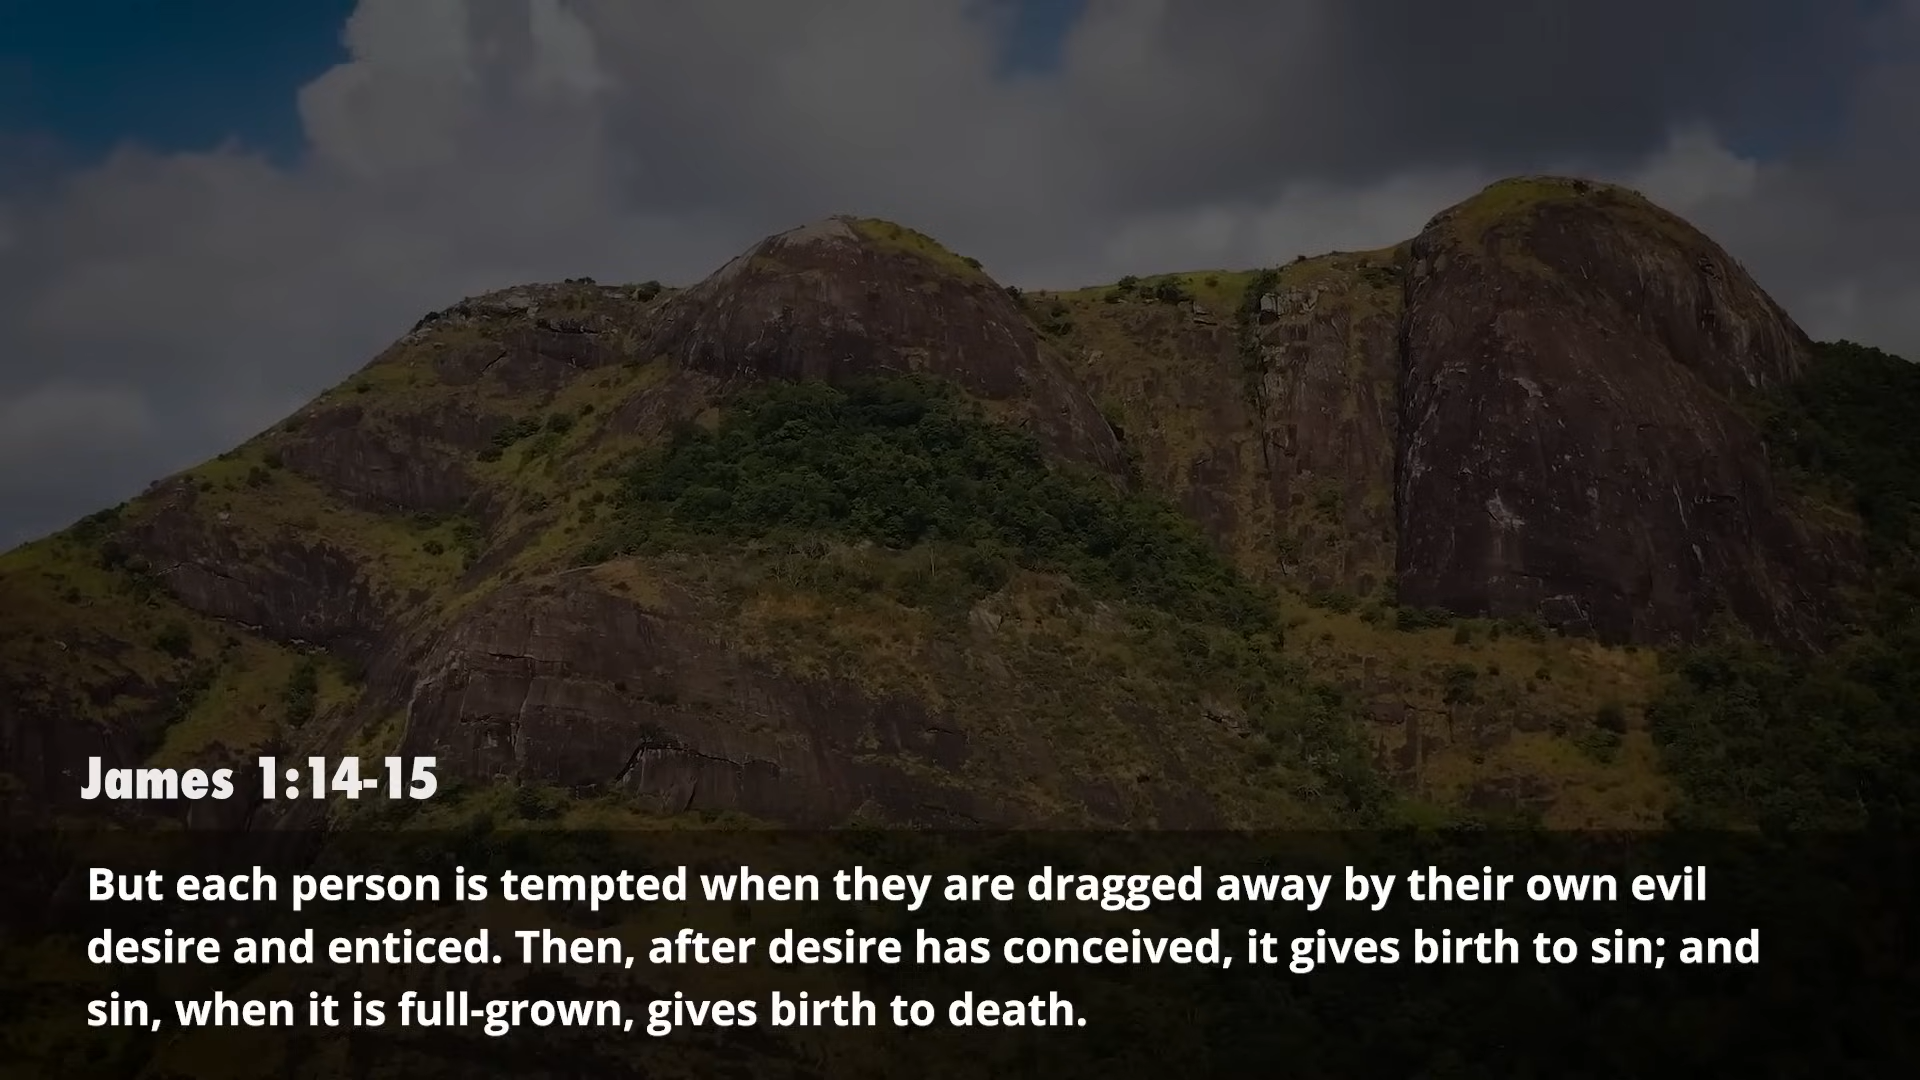 James 1:14-15
But each person is tempted when they are dragged away by their own evil
desire and enticed. Then, after desire has conceived, it gives birth to sin; and
sin, when it is full-grown, gives birth to death.